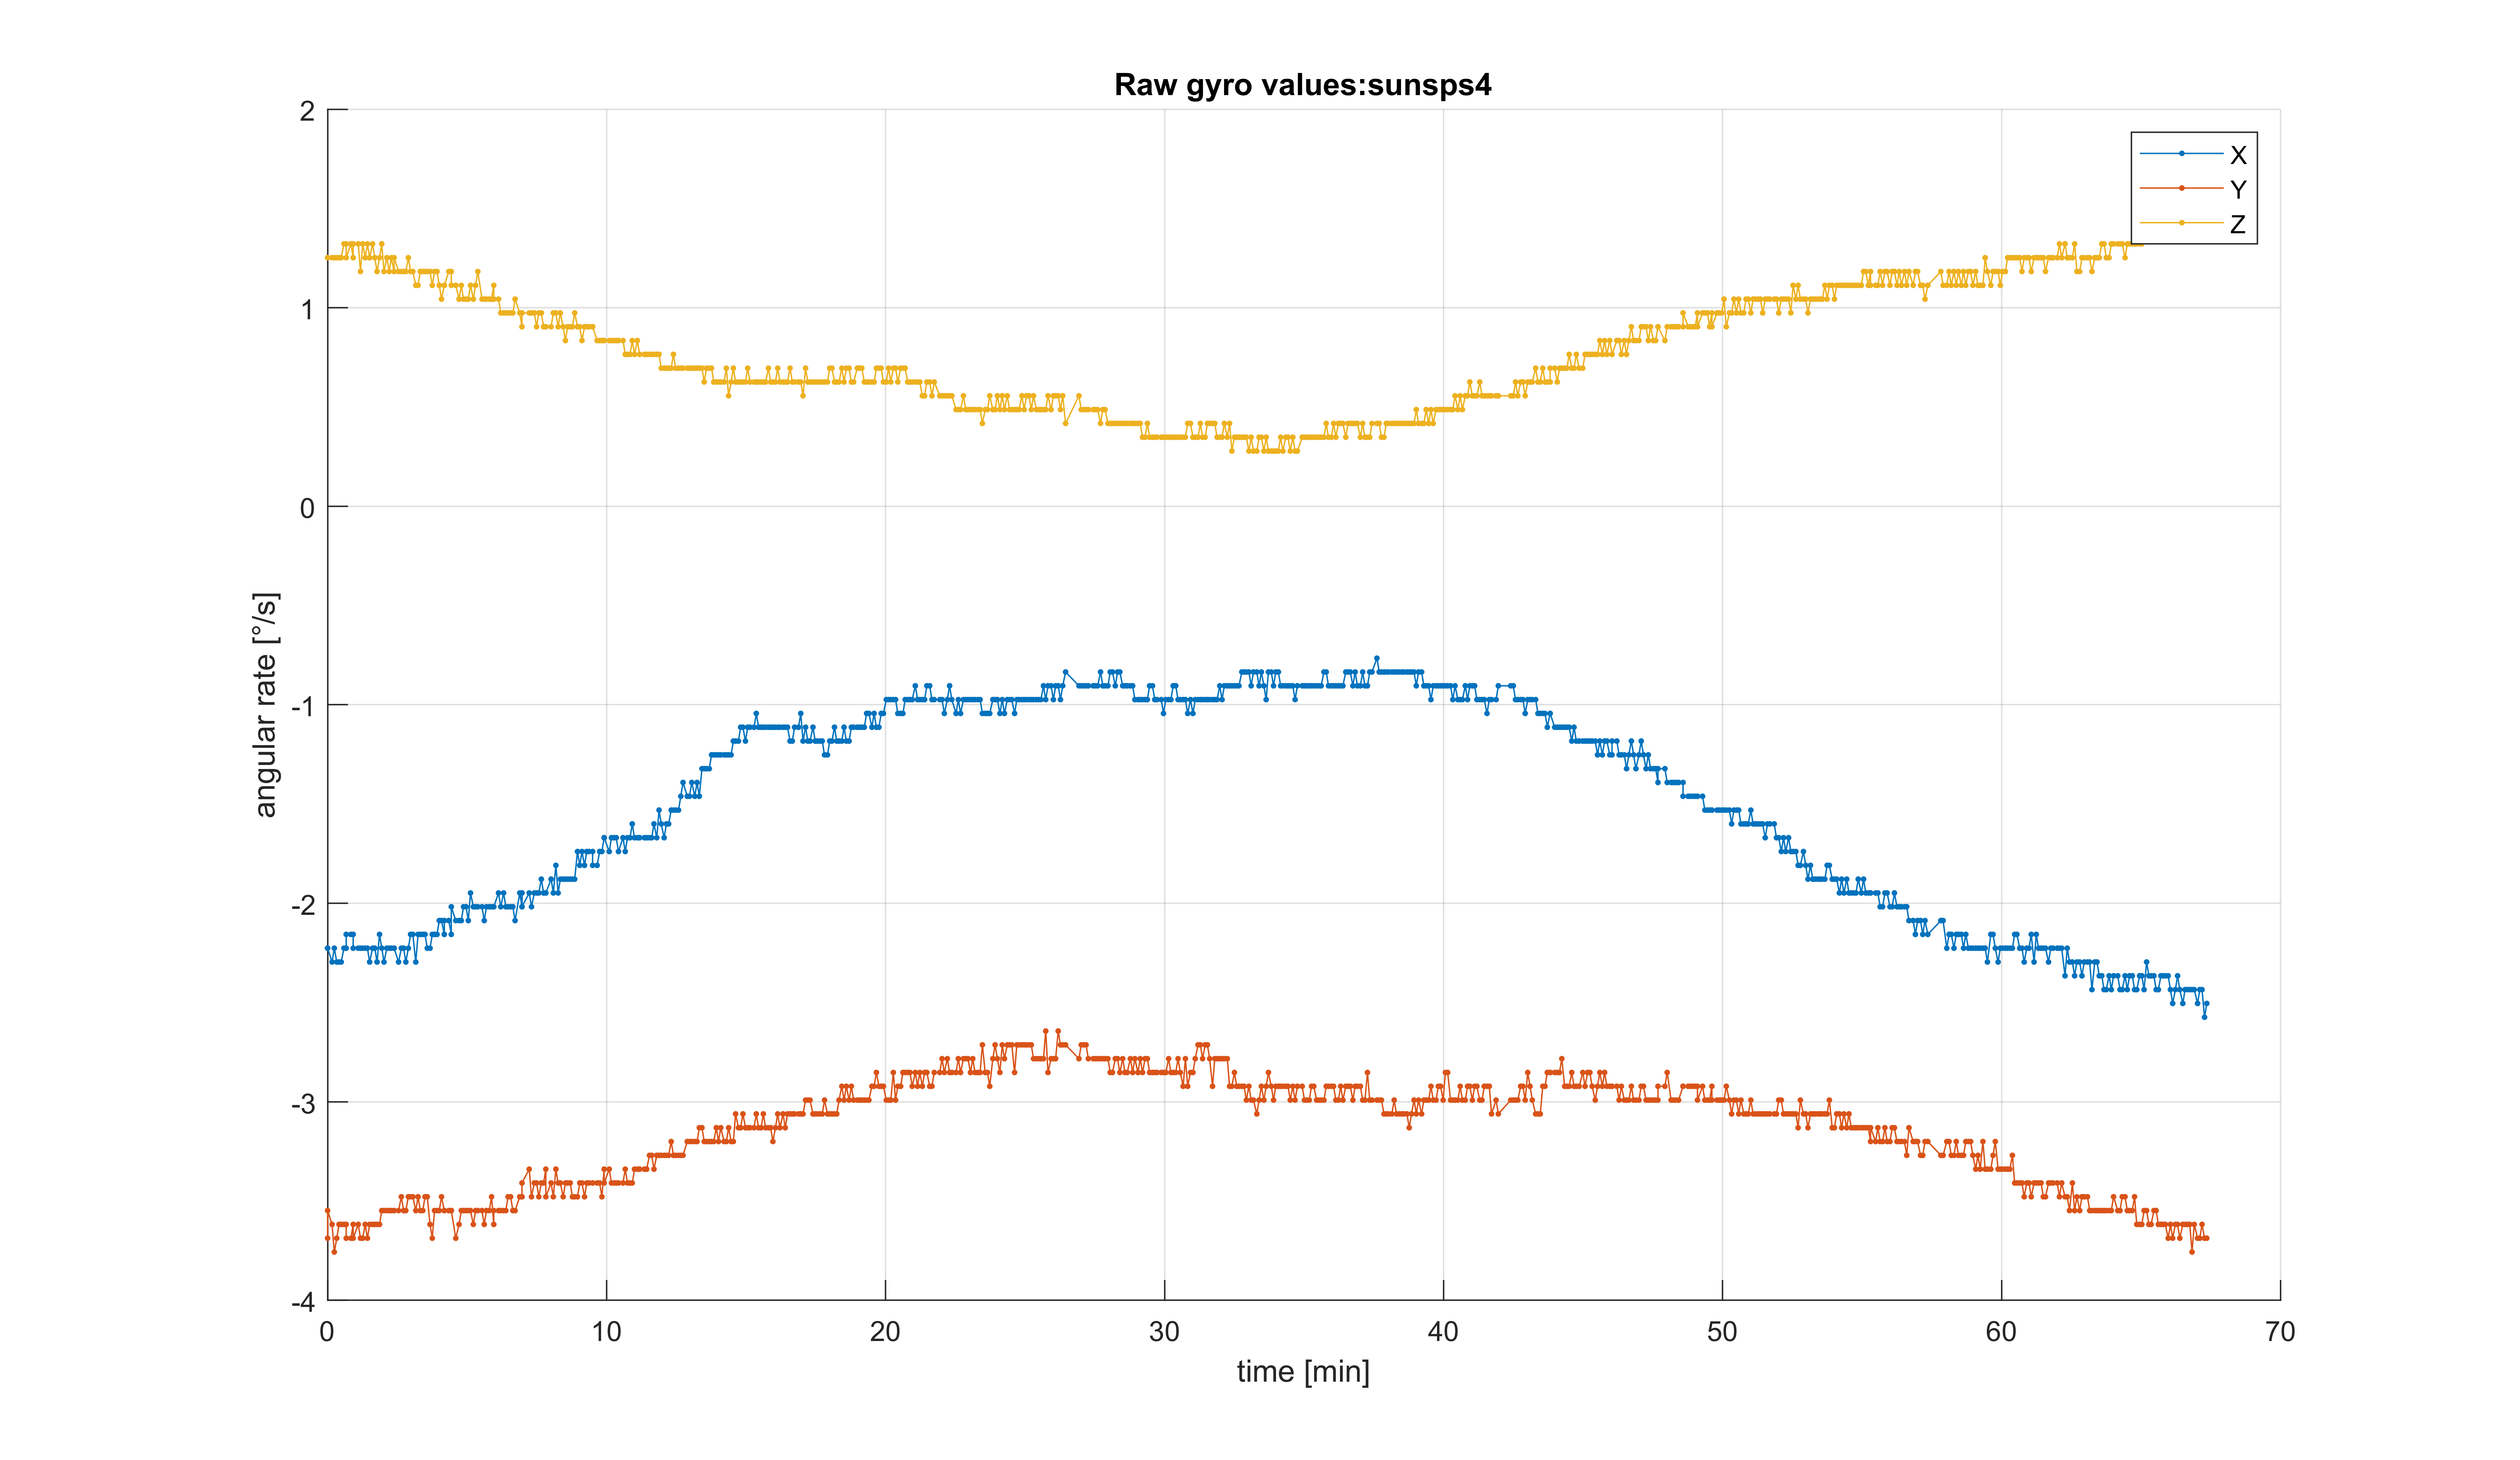 Raw gyro values:sunsps4
X
Y
Z
2
1
0
-1
-2
-3
-4
angular rate [°/s]
0 10 20 30 40 50 60 70
time [min]